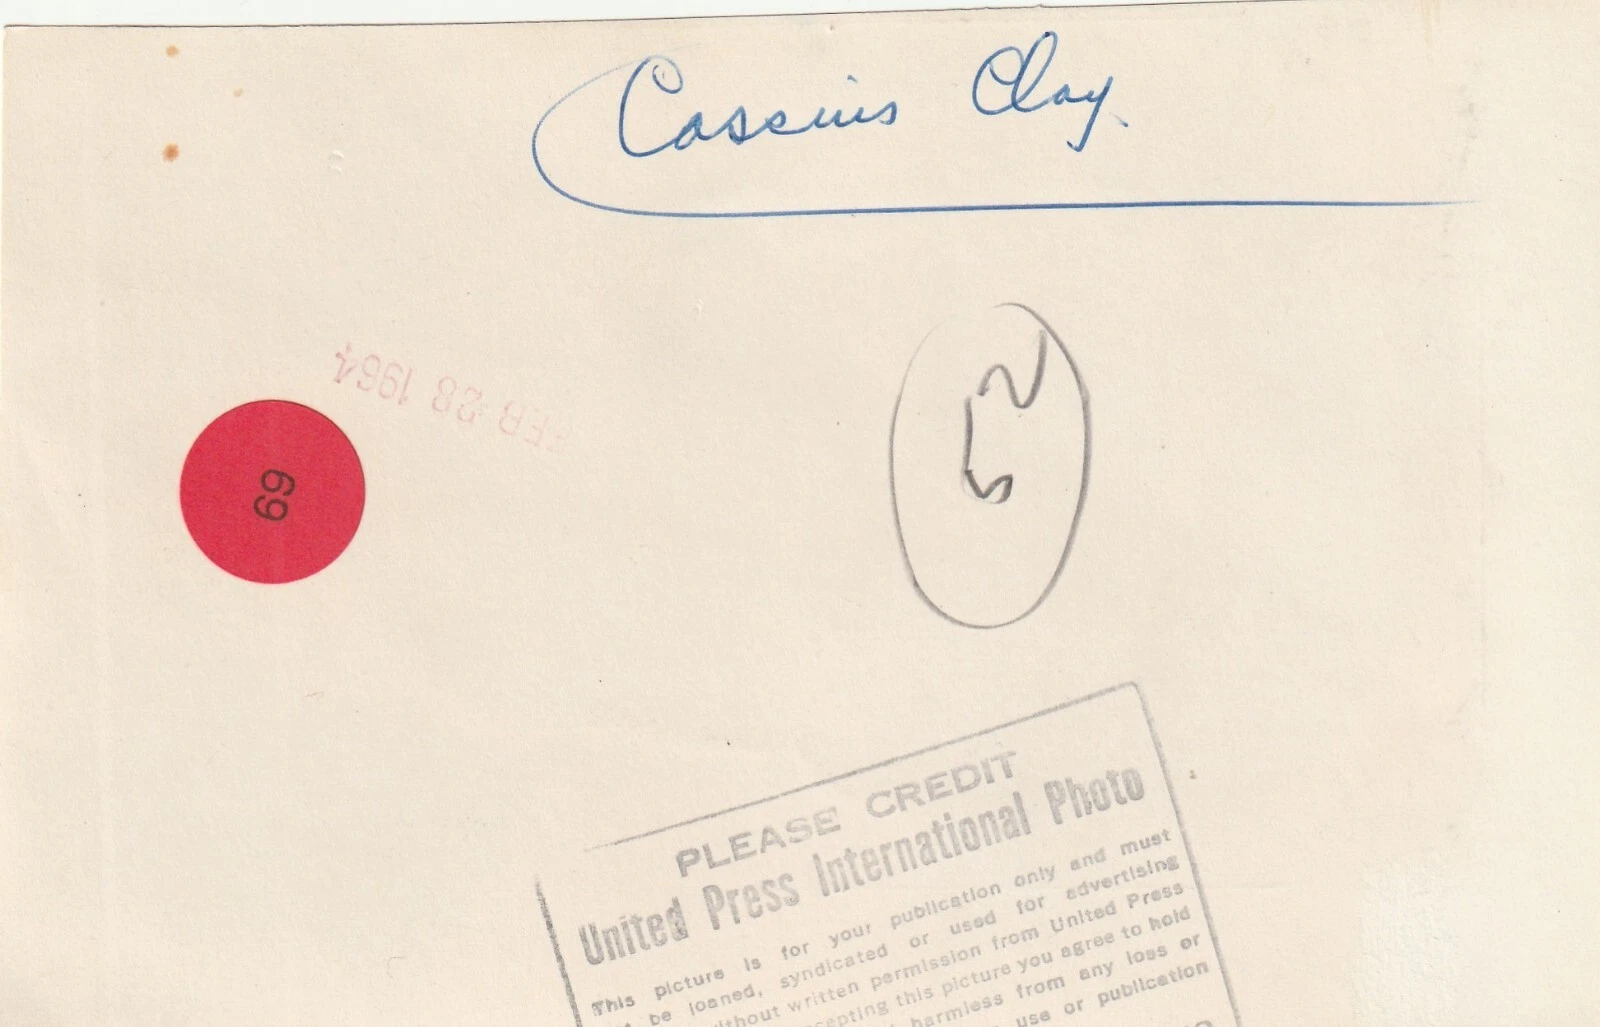 Cassius Clay
FEB 28 1964
69
52
PLEASE CREDIT
United Press International Photo
This picture is for your publication only and must
be loaned, syndicated or used for advertising
without written permission from United Press
accepting this picture you agree to hold
harmless from any loss or
use or publication